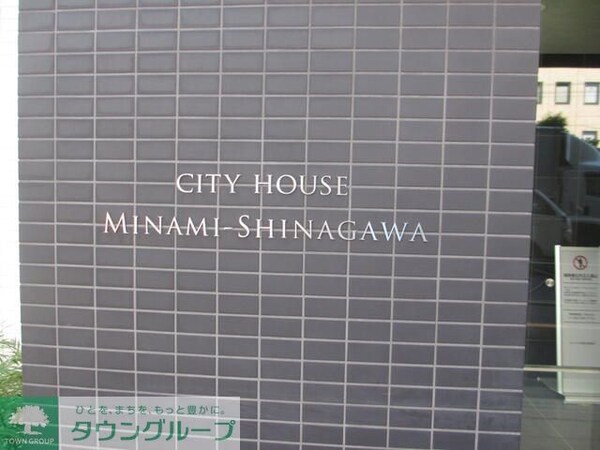 CITY HOUSE
MINAMI-SHINAGAWA
ひとを、まちを、もっと豊かに。
タウングループ
TOWN GROUP